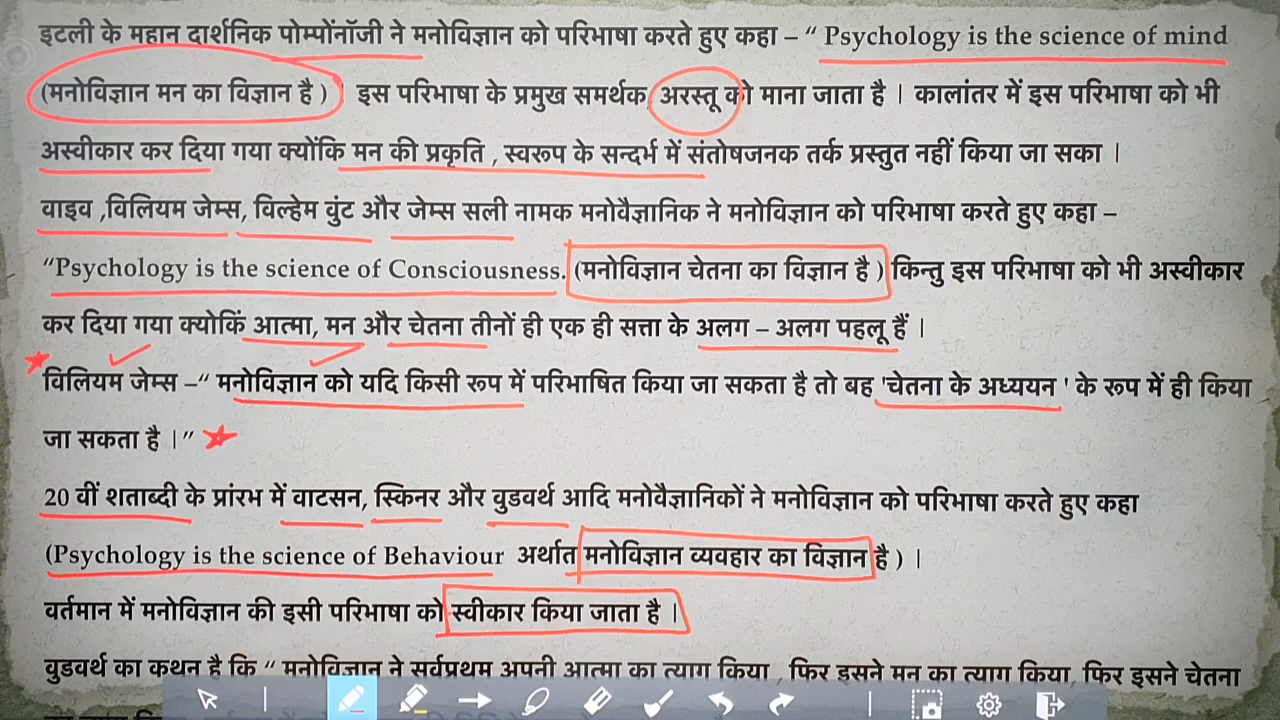 इटली के महान दार्शनिक पोम्पोंनॉजी ने मनोविज्ञान को परिभाषा करते हुए कहा – “ Psychology is the science of mind
(मनोविज्ञान मन का विज्ञान है ) इस परिभाषा के प्रमुख समर्थक अरस्तू को माना जाता है । कालांतर में इस परिभाषा को भी
अस्वीकार कर दिया गया क्योंकि मन की प्रकृति , स्वरूप के सन्दर्भ में संतोषजनक तर्क प्रस्तुत नहीं किया जा सका ।
वाइव ,विलियम जेम्स, विल्हेम वुंट और जेम्स सली नामक मनोवैज्ञानिक ने मनोविज्ञान को परिभाषा करते हुए कहा –
“Psychology is the science of Consciousness. (मनोविज्ञान चेतना का विज्ञान है ) किन्तु इस परिभाषा को भी अस्वीकार
कर दिया गया क्योकिं आत्मा, मन और चेतना तीनों ही एक ही सत्ता के अलग – अलग पहलू हैं ।
विलियम जेम्स –“ मनोविज्ञान को यदि किसी रूप में परिभाषित किया जा सकता है तो बह 'चेतना के अध्ययन ' के रूप में ही किया
जा सकता है ।”
20 वीं शताब्दी के प्रांरभ में वाटसन, स्किनर और वुडवर्थ आदि मनोवैज्ञानिकों ने मनोविज्ञान को परिभाषा करते हुए कहा
(Psychology is the science of Behaviour अर्थात मनोविज्ञान व्यवहार का विज्ञान है ) ।
वर्तमान में मनोविज्ञान की इसी परिभाषा को स्वीकार किया जाता है ।
वुडवर्थ का कथन है कि “ मनोविज्ञान ने सर्वप्रथम अपनी आत्मा का त्याग किया , फिर इसने मन का त्याग किया, फिर इसने चेतना